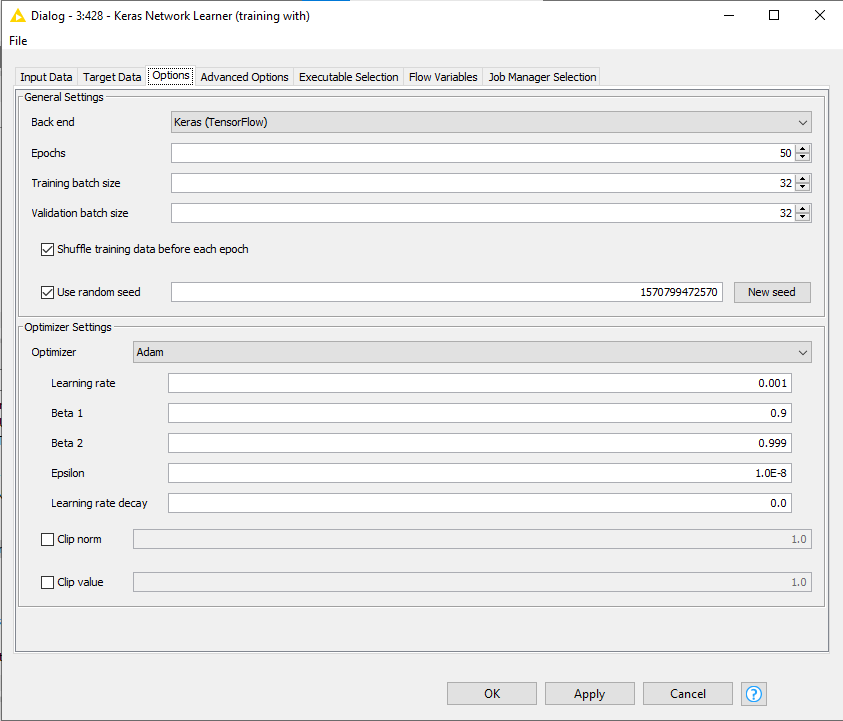 Dialog - 3:428 - Keras Network Learner (training with)
File
Input Data Target Data Options Advanced Options Executable Selection Flow Variables Job Manager Selection
General Settings
Back end Keras (TensorFlow)
Epochs 50
Training batch size 32
Validation batch size 32
Shuffle training data before each epoch
Use random seed 1570799472570 New seed
Optimizer Settings
Optimizer Adam
Learning rate 0.001
Beta 1 0.9
Beta 2 0.999
Epsilon 1.0E-8
Learning rate decay 0.0
Clip norm 1.0
Clip value 1.0
OK Apply Cancel ?